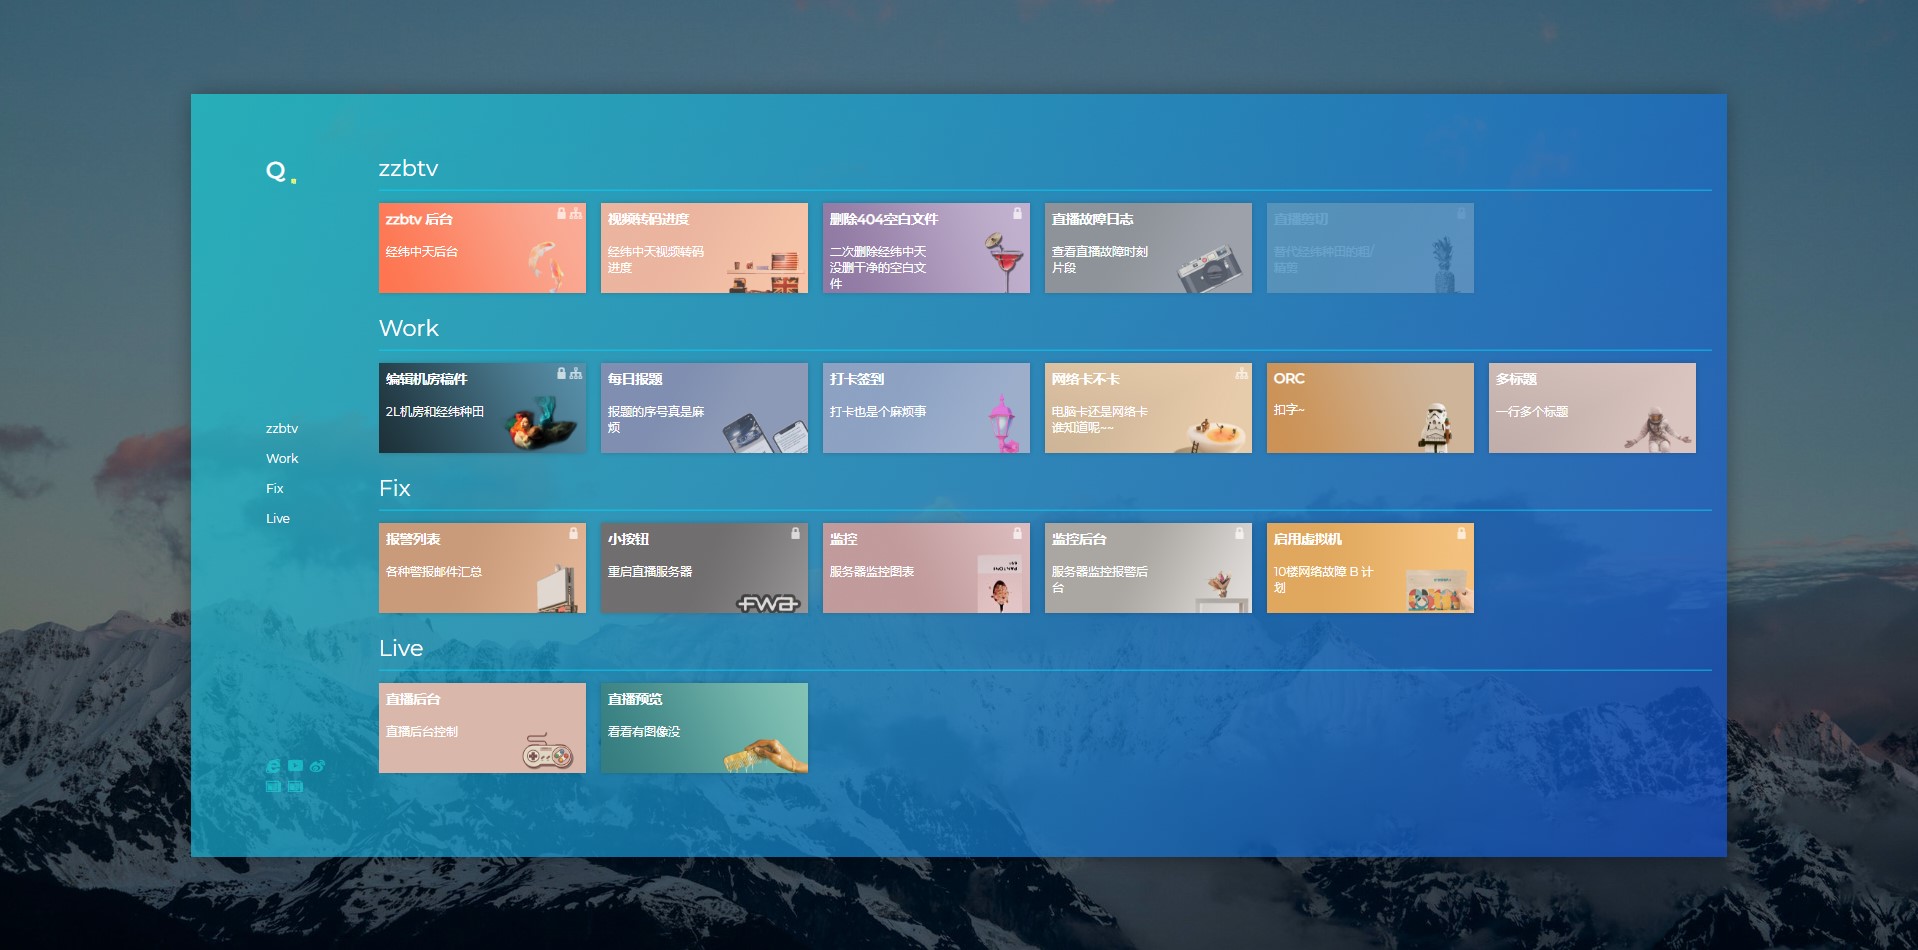 Q.
zzbtv
zzbtv 后台
经纬中天后台
视频转码进度
经纬中天视频转码
进度
删除404空白文件
二次删除经纬中天
没删干净的空白文
件
直播故障日志
查看直播故障时刻
片段
直播剪切
替代经纬种田的粗/
精剪
Work
编辑机房稿件
2L机房和经纬种田
每日报题
报题的序号真是麻
烦
打卡签到
打卡也是个麻烦事
网络卡不卡
电脑卡还是网络卡
谁知道呢~~
ORC
扣字~
多标题
一行多个标题
zzbtv
Work
Fix
Live
Fix
报警列表
各种警报邮件汇总
小按钮
重启直播服务器
FWA
监控
服务器监控图表
PANTONE
监控后台
服务器监控报警后
台
启用虚拟机
10楼网络故障 B 计
划
Live
直播后台
直播后台控制
直播预览
看看有图像没